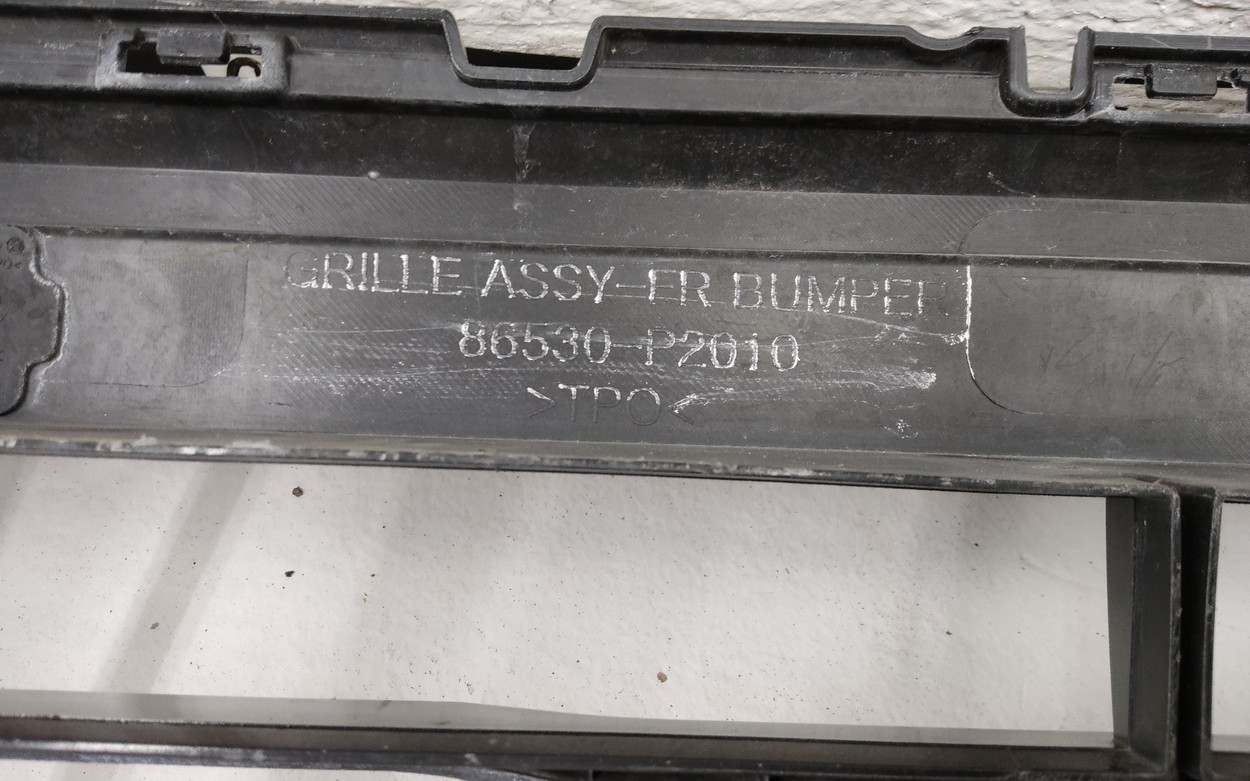 GRILLE ASSY-FR BUMPER
86530-P2010
>TPO<